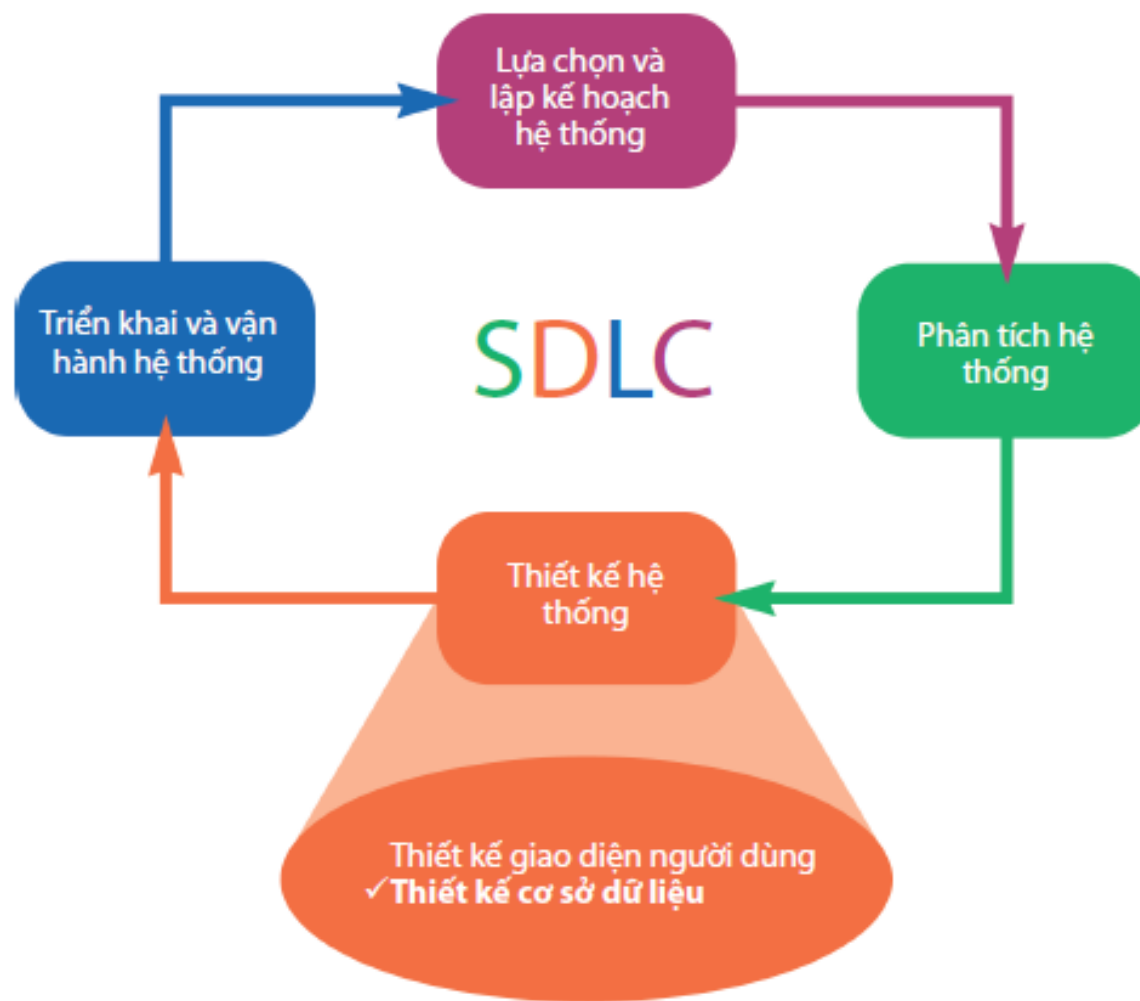 Lựa chọn và
lập kế hoạch
hệ thống
Triển khai và vận
hành hệ thống
SDLC
Phân tích hệ
thống
Thiết kế hệ
thống
Thiết kế giao diện người dùng
✓Thiết kế cơ sở dữ liệu